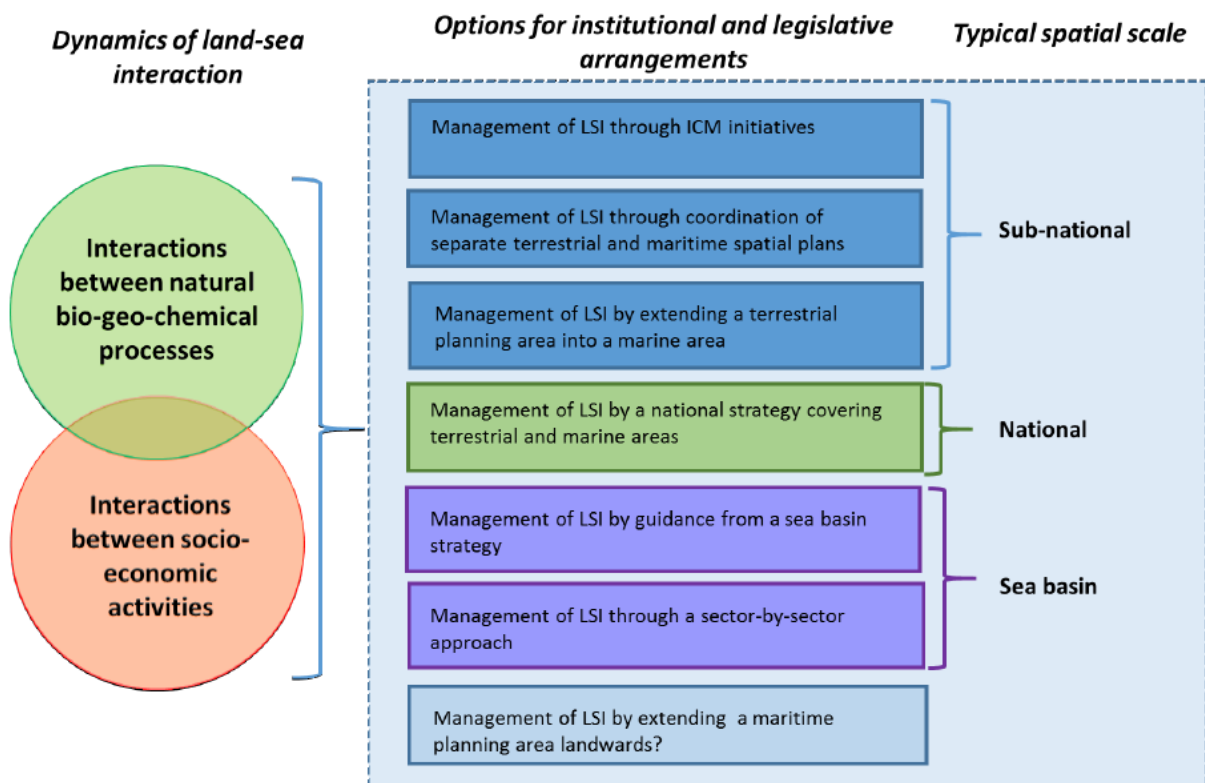 Dynamics of land-sea
interaction
Options for institutional and legislative
arrangements
Typical spatial scale
Interactions
between natural
bio-geo-chemical
processes
Interactions
between socio-
economic
activities
Management of LSI through ICM initiatives
Management of LSI through coordination of
separate terrestrial and maritime spatial plans
Management of LSI by extending a terrestrial
planning area into a marine area
Management of LSI by a national strategy covering
terrestrial and marine areas
Management of LSI by guidance from a sea basin
strategy
Management of LSI through a sector-by-sector
approach
Management of LSI by extending a maritime
planning area landwards?
Sub-national
National
Sea basin